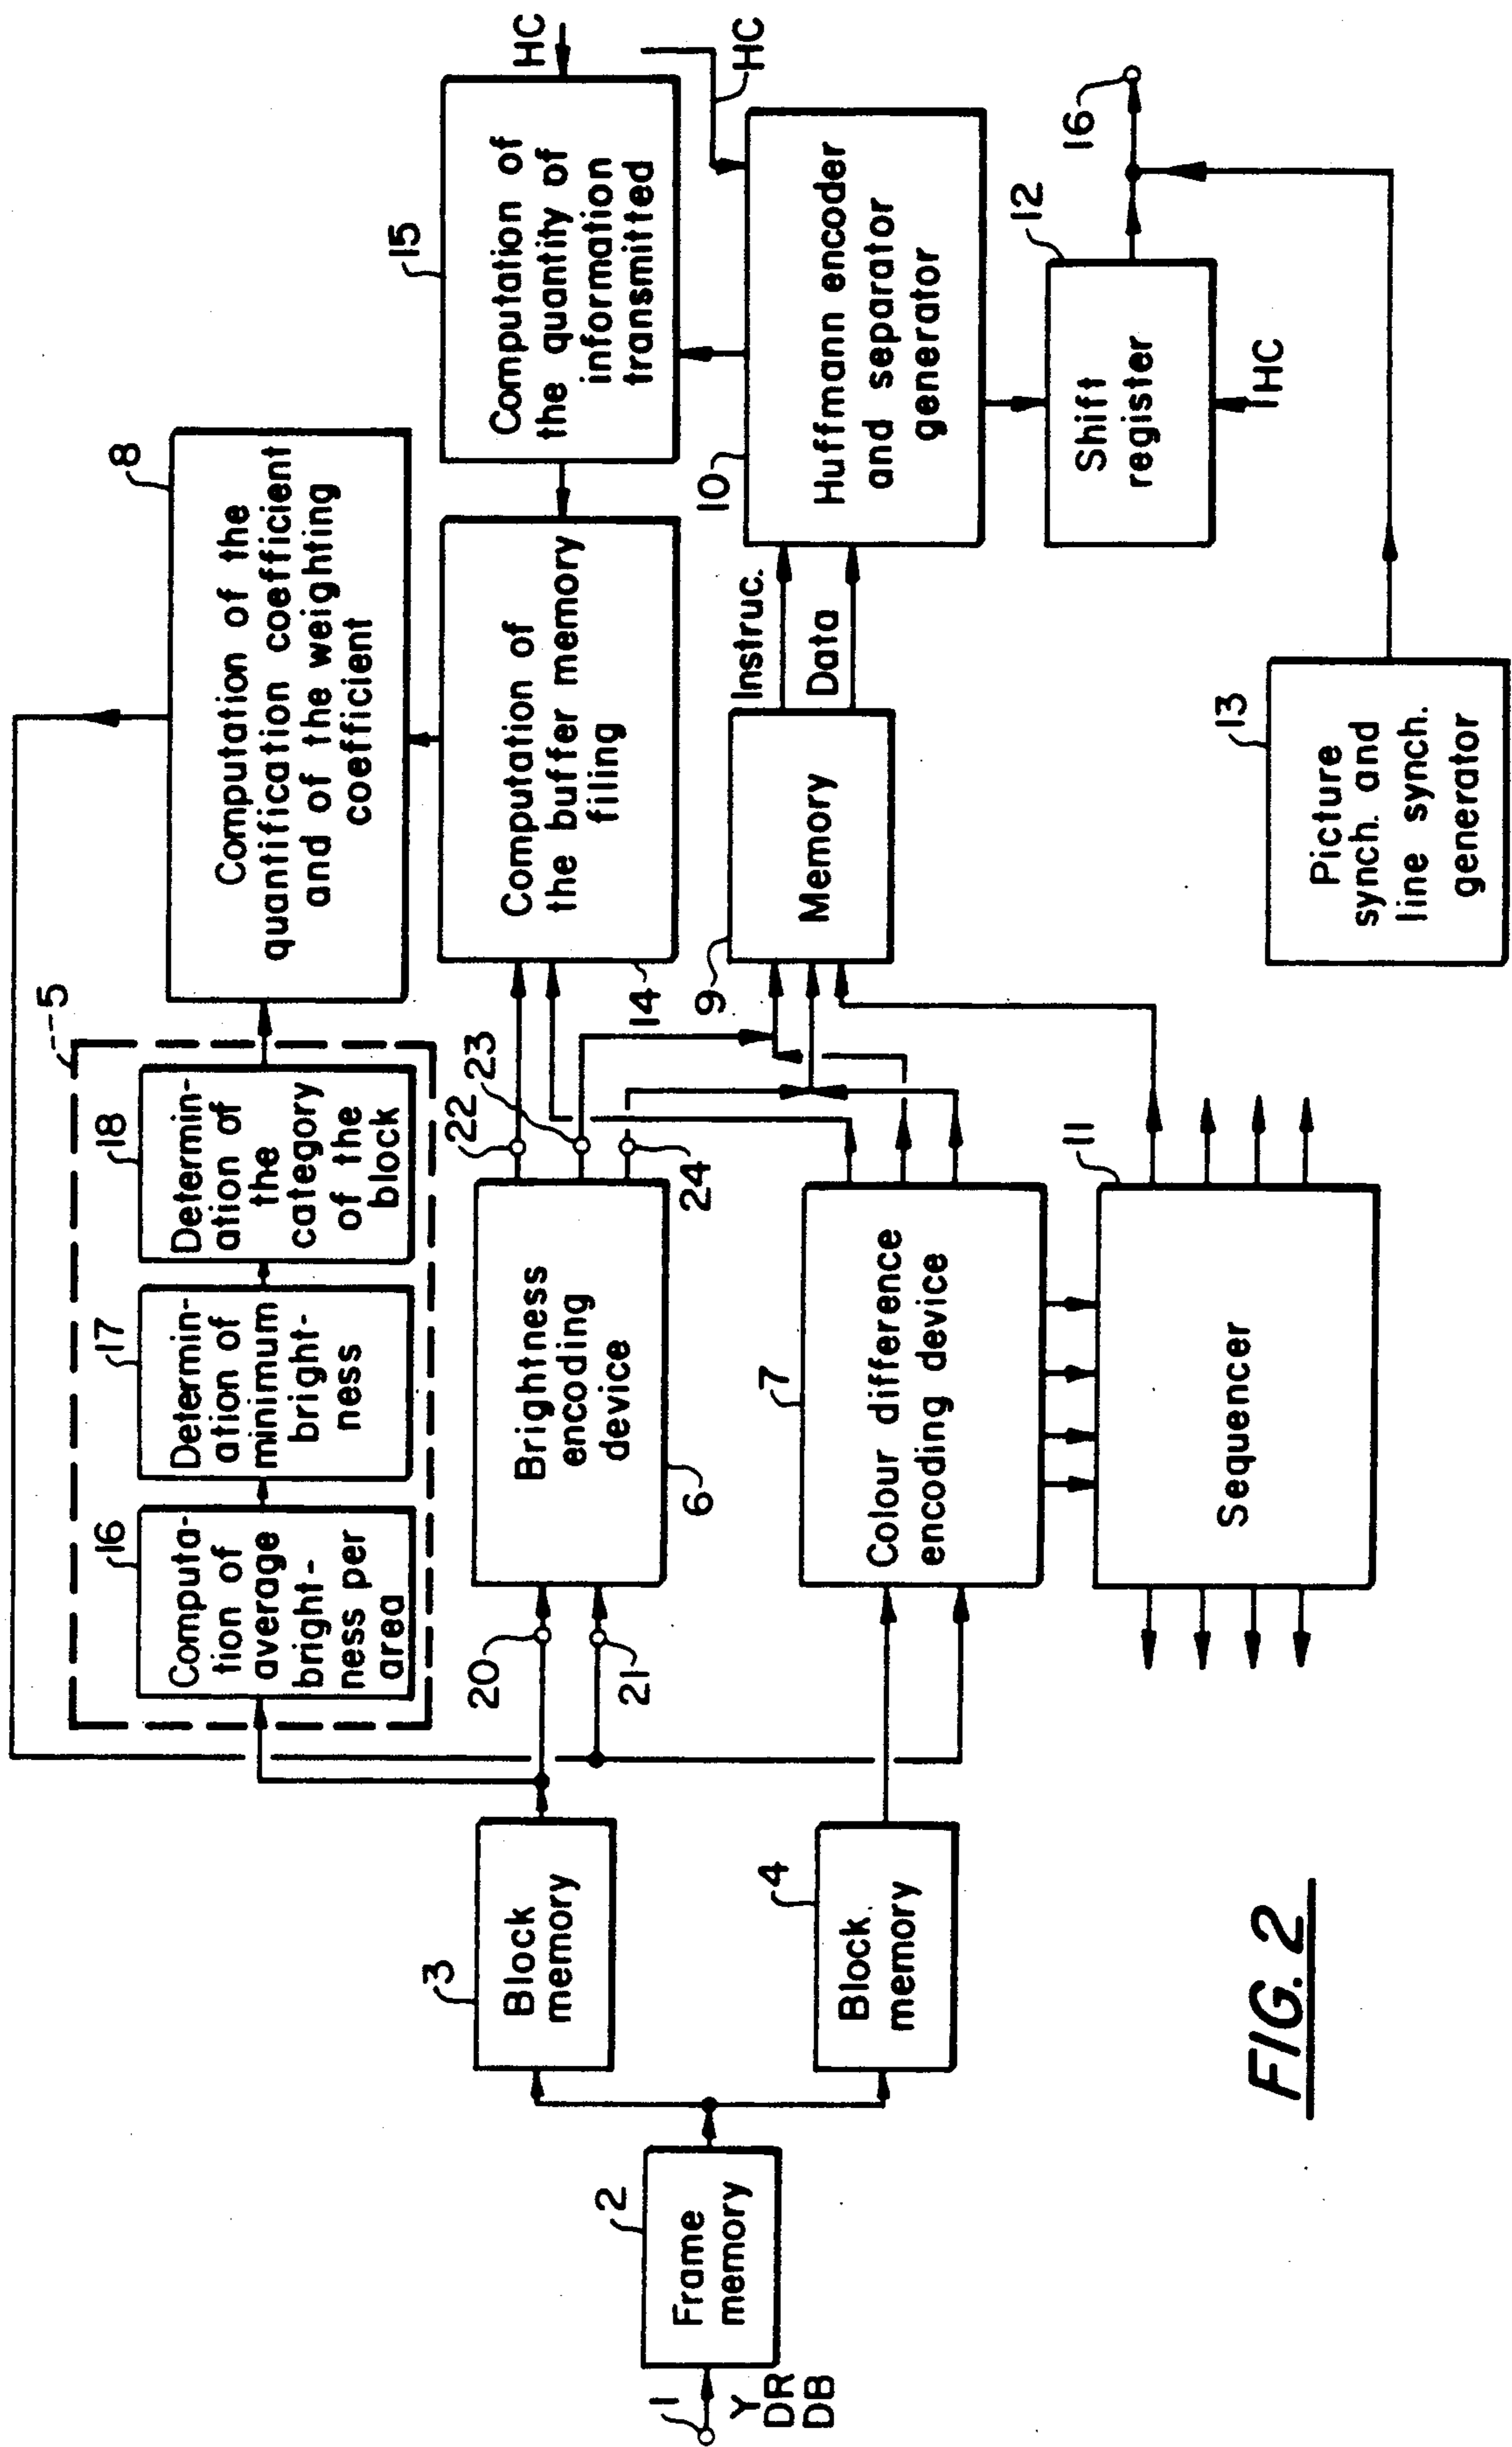 1
Y
DR
DB
2
Frame
memory
3
Block
memory
4
Block
memory
5
16
Computa-
tion of
average
bright-
ness per
area
17
Determin-
ation of
minimum
bright-
ness
18
Determin-
ation of
the
category
of the
block
8
Computation of the
quantification coefficient
and of the weighting
coefficient
20
21
6
Brightness
encoding
device
22
23
24
14
Computation of
the buffer memory
filing
15
Computation of
the quantity of
information
transmitted
HC
HC
7
Colour difference
encoding device
9
Memory
Instruc.
Data
10
Huffmann encoder
and separator
generator
11
Sequencer
12
Shift
register
HC
16
13
Picture
synch. and
line synch.
generator
FIG. 2